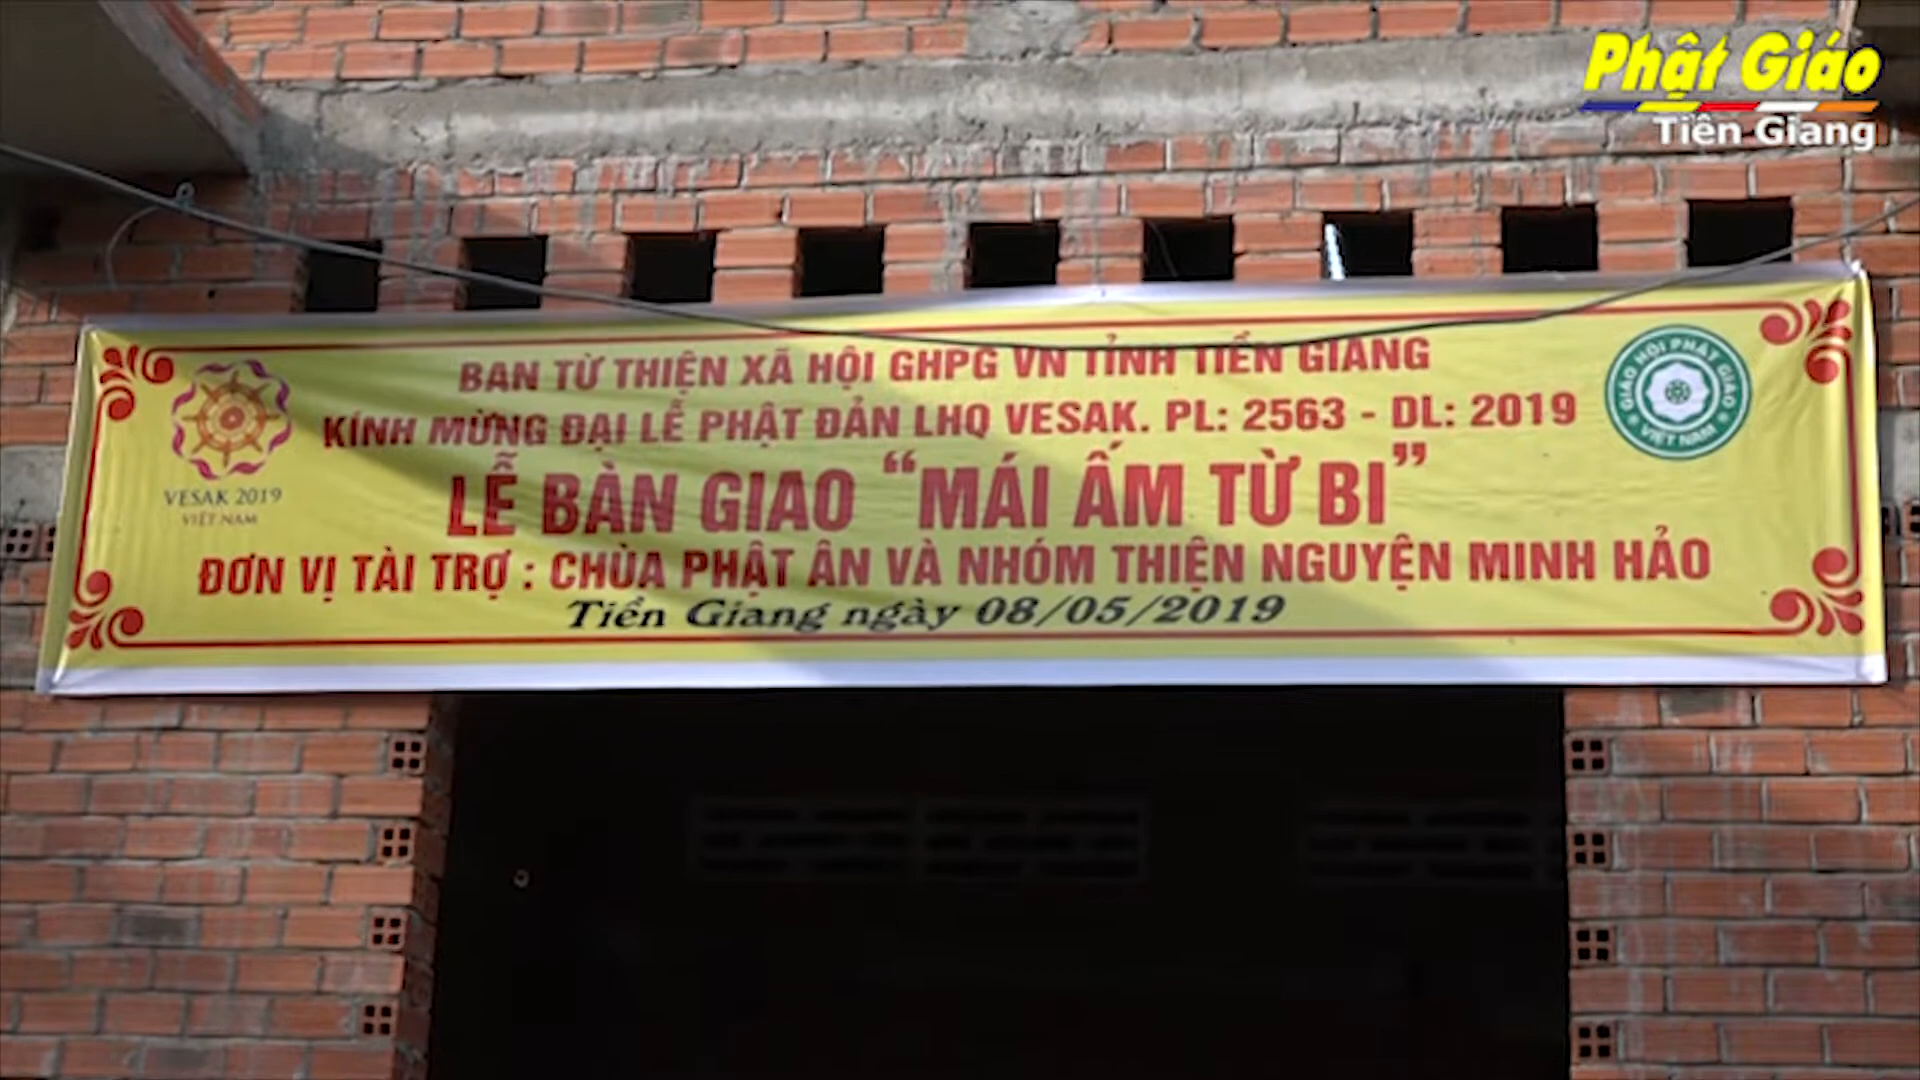 Phật Giáo
Tiền Giang
BAN TỪ THIỆN XÃ HỘI GHPG VN TỈNH TIỀN GIANG
KÍNH MỪNG ĐẠI LỄ PHẬT ĐẢN LHQ VESAK. PL: 2563 - DL: 2019
LỄ BÀN GIAO “MÁI ẤM TỪ BI”
ĐƠN VỊ TÀI TRỢ : CHÙA PHẬT ÂN VÀ NHÓM THIỆN NGUYỆN MINH HẢO
Tiền Giang ngày 08/05/2019
VESAK 2019
VIỆT NAM
GIÁO HỘI PHẬT GIÁO
VIỆT NAM